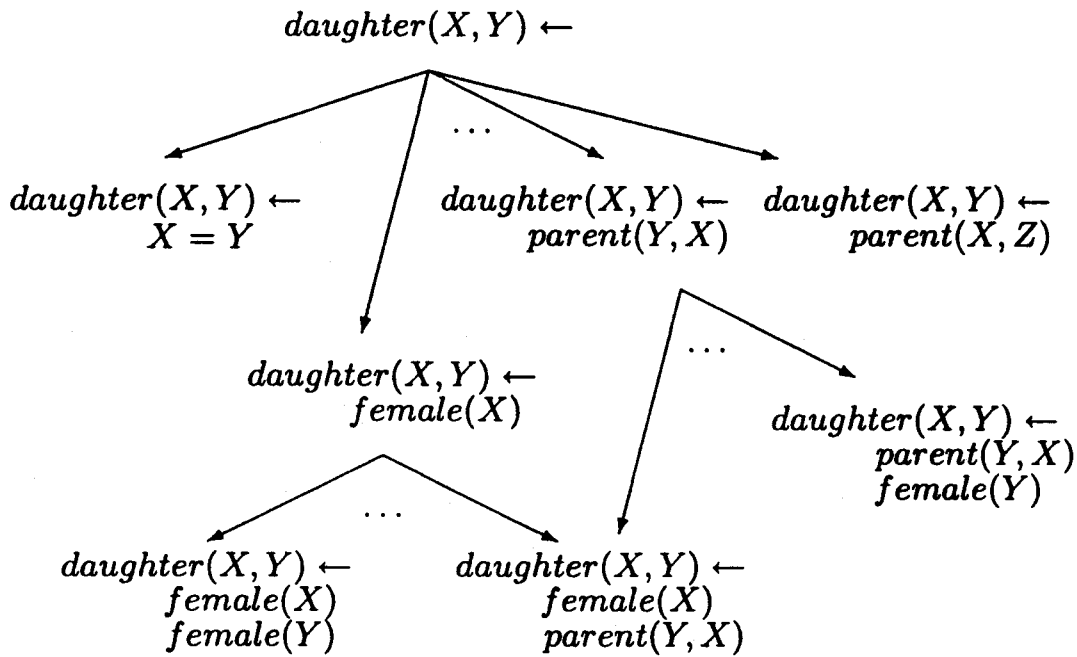 daughter(X, Y) ←
...
daughter(X, Y) ←
X = Y
daughter(X, Y) ←
parent(Y, X)
daughter(X, Y) ←
parent(X, Z)
...
daughter(X, Y) ←
female(X)
daughter(X, Y) ←
parent(Y, X)
female(Y)
...
daughter(X, Y) ←
female(X)
female(Y)
daughter(X, Y) ←
female(X)
parent(Y, X)